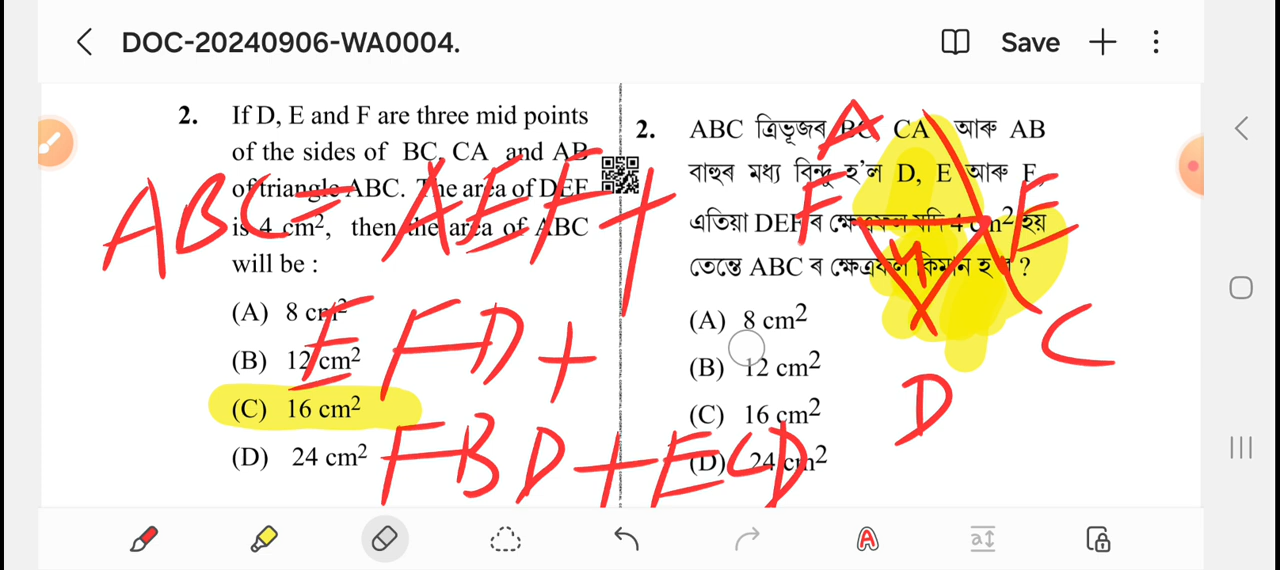 DOC-20240906-WA0004.
Save
2. If D, E and F are three mid points
of the sides of BC, CA and AB
of triangle ABC. The area of DEF
is 4 cm², then the area of ABC
will be :
(A) 8 cm²
(B) 12 cm²
(C) 16 cm²
(D) 24 cm²
2. ABC ত্ৰিভূজৰ BC, CA আৰু AB
বাহুৰ মধ্য বিন্দু হ'ল D, E আৰু F,
এতিয়া DEF ৰ ক্ষেত্ৰফল যদি 4 cm² হয়
তেন্তে ABC ৰ ক্ষেত্ৰফল কিমান হ'ব ?
(A) 8 cm²
(B) 12 cm²
(C) 16 cm²
(D) 24 cm²
ABC = AEF +
EFD +
FBD + ECD
A
F
E
4
D
C